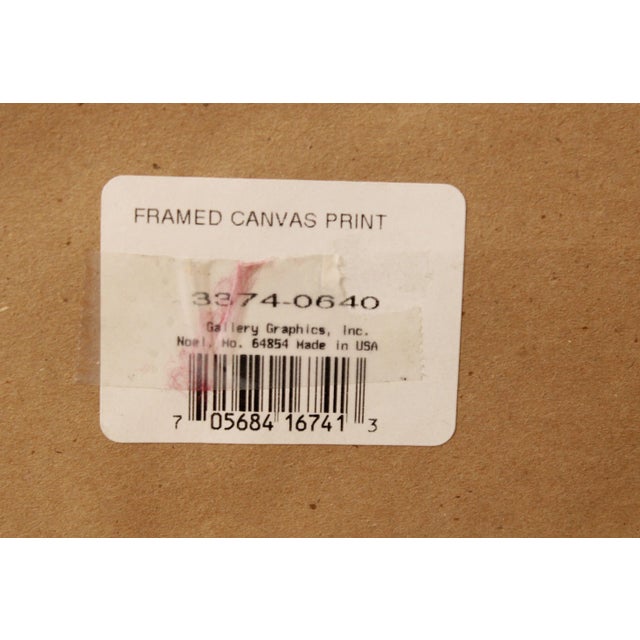 FRAMED CANVAS PRINT
3374-0640
Gallery Graphics, Inc.
Noel, Mo. 64854 Made in USA
7 05684 16741 3